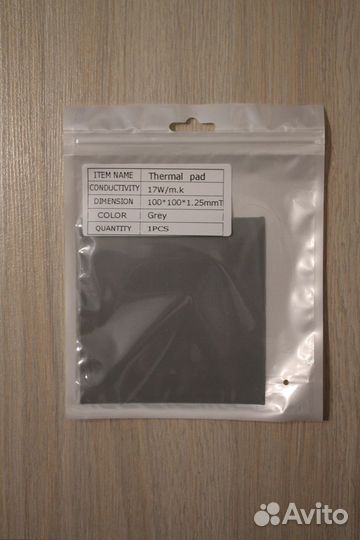 ITEM NAME Thermal pad
CONDUCTIVITY 17W/m.k
DIMENSION 100*100*1.25mmT
COLOR Grey
QUANTITY 1PCS
Avito